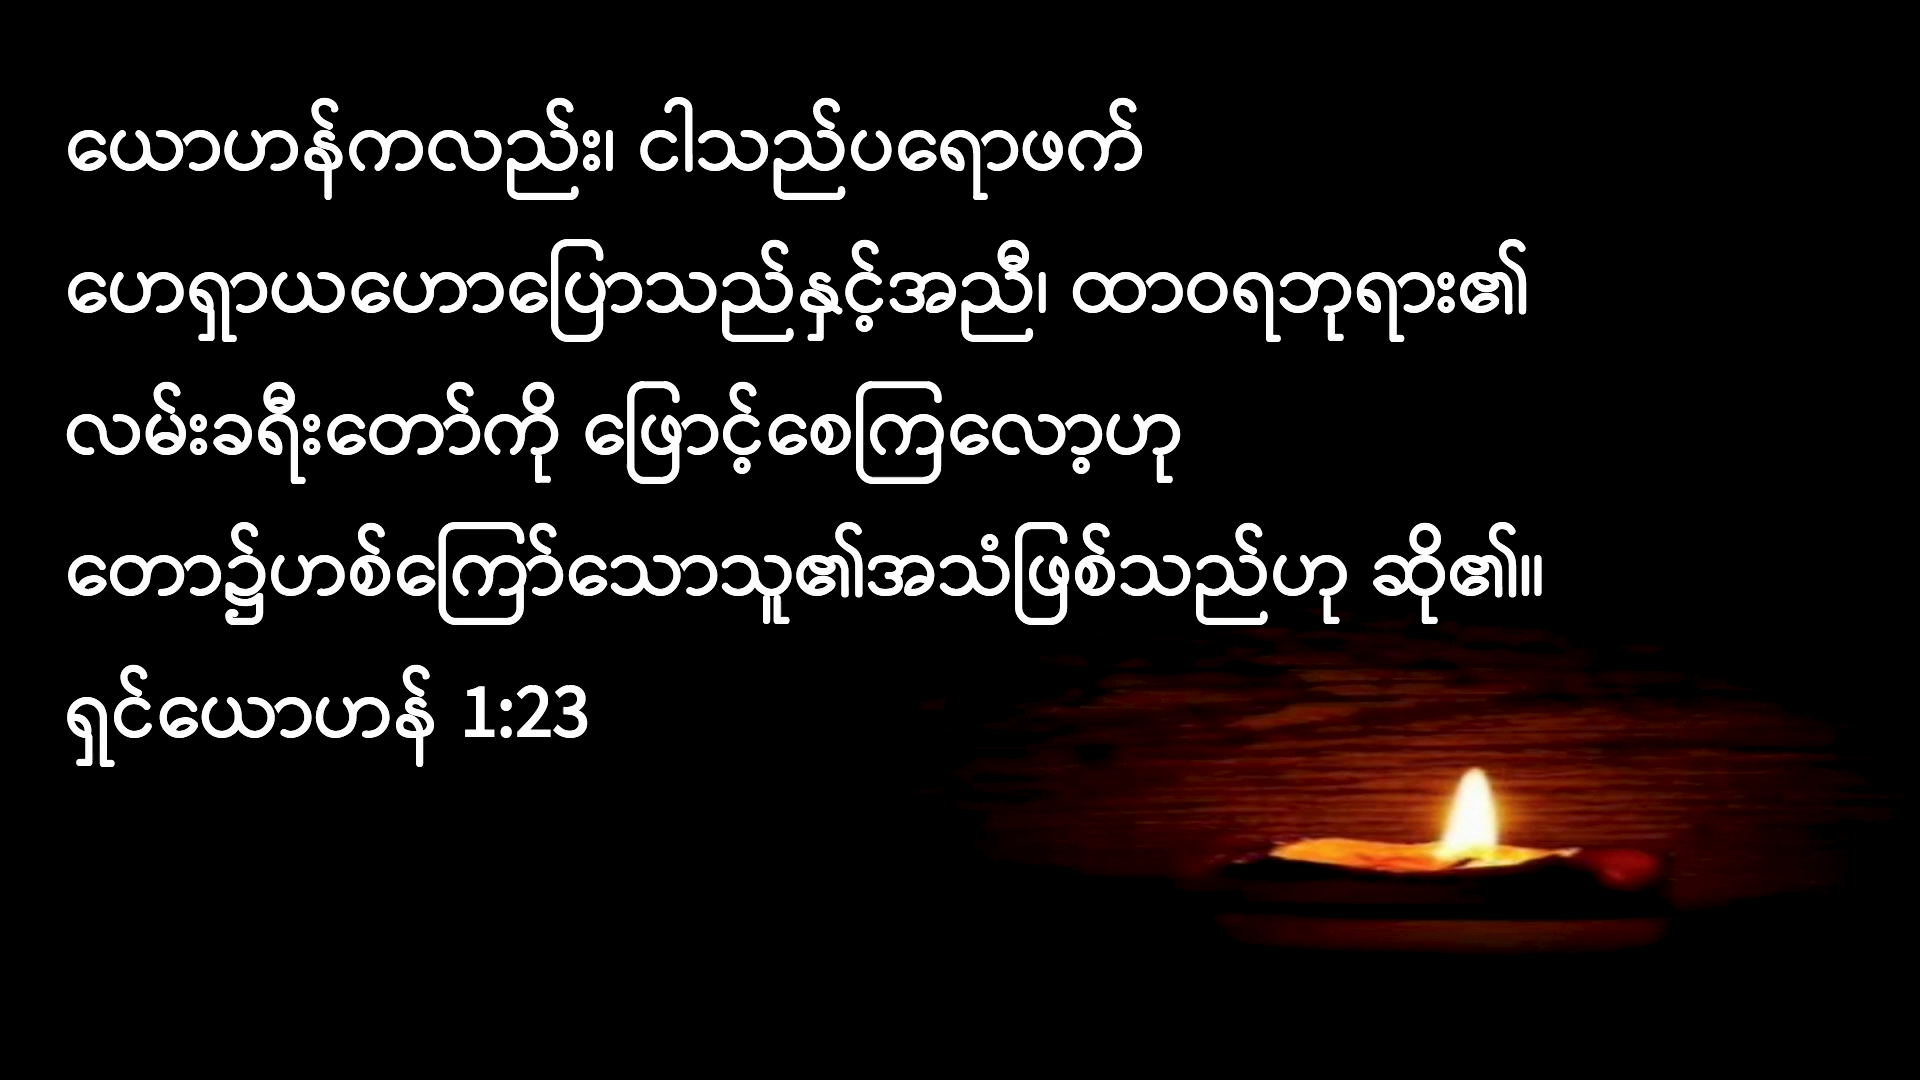 ယောဟန်ကလည်း၊ ငါသည်ပရောဖက်
ဟေရှာယဟောပြောသည်နှင့်အညီ၊ ထာဝရဘုရား၏
လမ်းခရီးတော်ကို ဖြောင့်စေကြလော့ဟု
တော၌ဟစ်ကြော်သောသူ၏အသံဖြစ်သည်ဟု ဆို၏။
ရှင်ယောဟန် 1:23